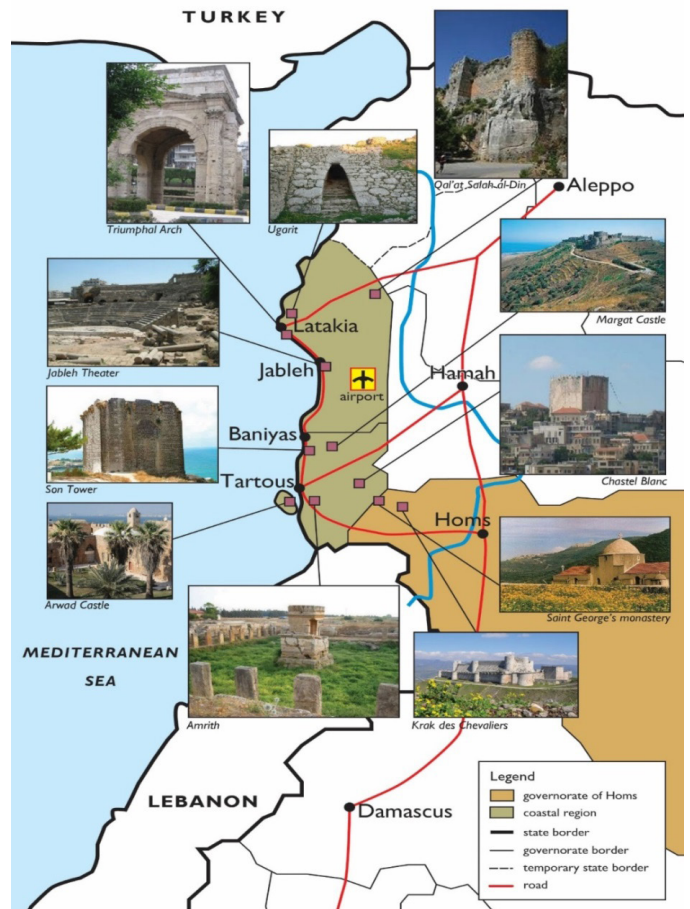 TURKEY
Triumphal Arch
Ugarit
Qal'at Salah al-Din
Aleppo
Jableh Theater
Margat Castle
Latakia
Jableh
airport
Hamah
Son Tower
Baniyas
Chastel Blanc
Tartous
Arwad Castle
Homs
Saint George's monastery
MEDITERRANEAN
SEA
Amrith
Krak des Chevaliers
LEBANON
Damascus
Legend
governorate of Homs
coastal region
state border
governorate border
temporary state border
road